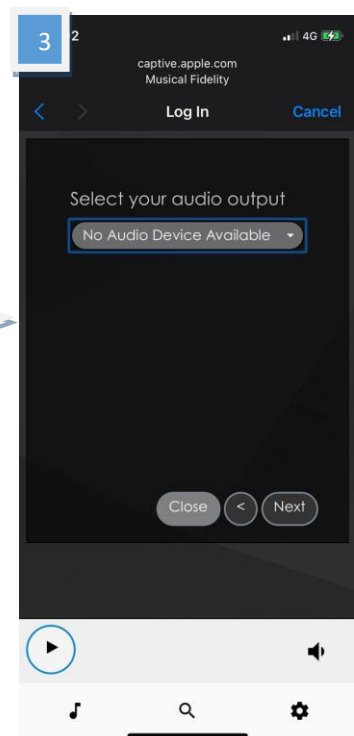 3
2
4G
captive.apple.com
Musical Fidelity
< > Log In Cancel
Select your audio output
No Audio Device Available
Close < Next